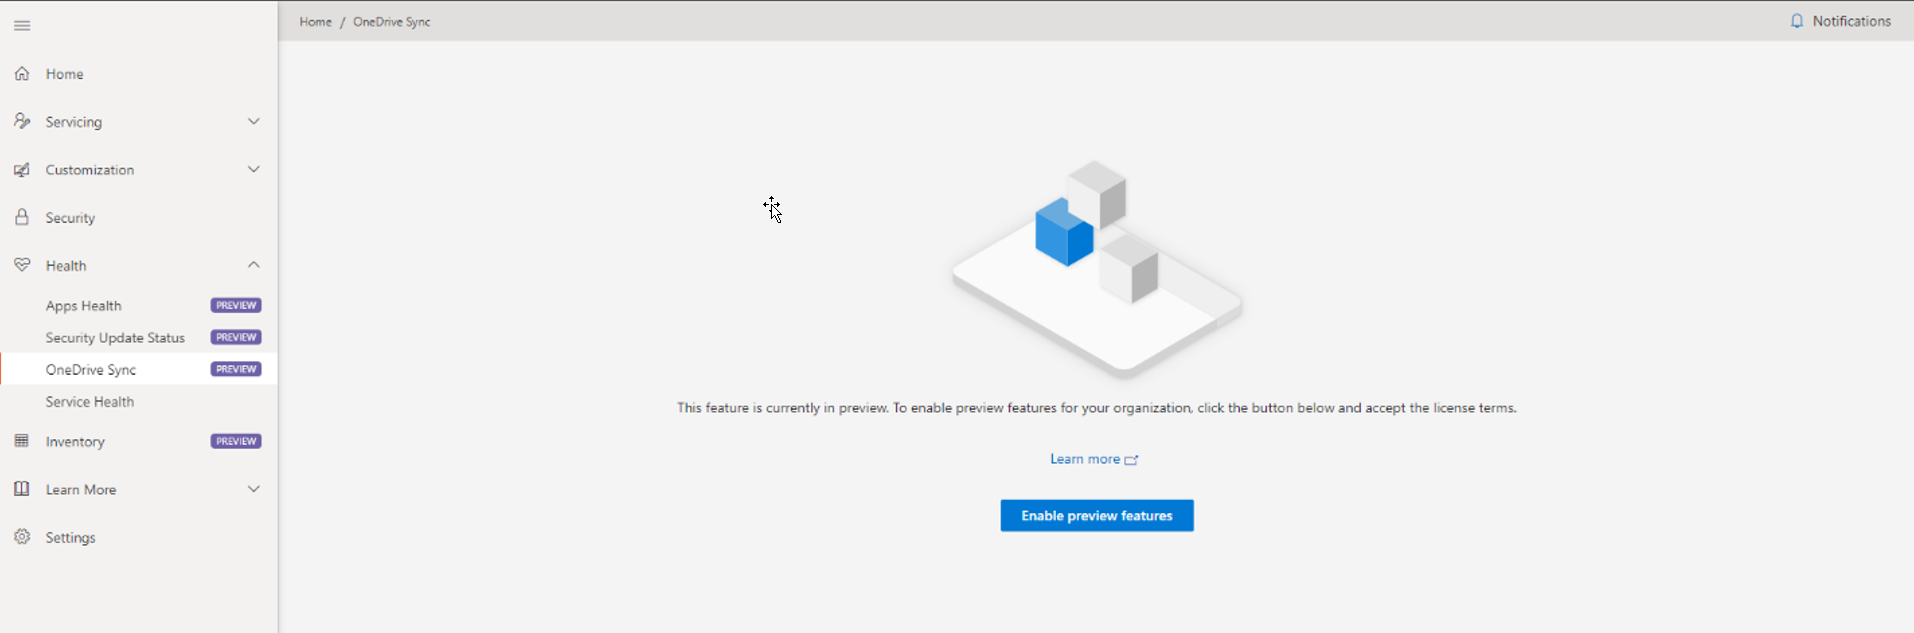 Home / OneDrive Sync
Notifications
Home
Servicing
Customization
Security
Health
Apps Health PREVIEW
Security Update Status PREVIEW
OneDrive Sync PREVIEW
Service Health
Inventory PREVIEW
Learn More
Settings
This feature is currently in preview. To enable preview features for your organization, click the button below and accept the license terms.
Learn more
Enable preview features